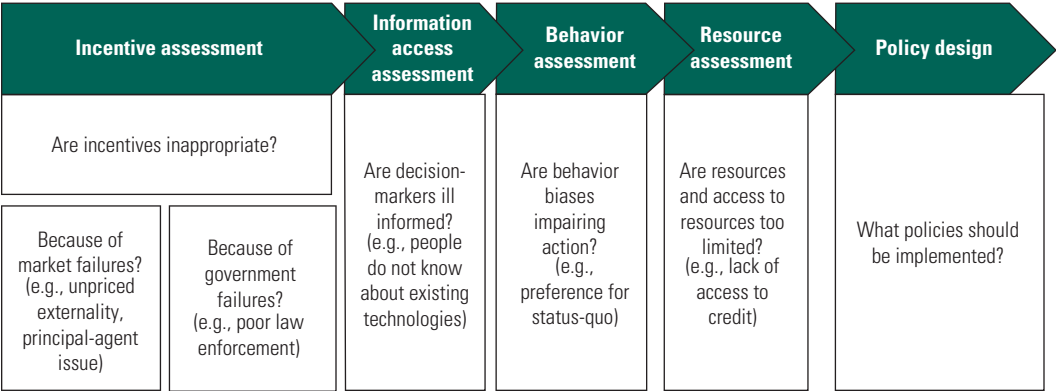 Incentive assessment
Information
access
assessment
Behavior
assessment
Resource
assessment
Policy design
Are incentives inappropriate?
Because of
market failures?
(e.g., unpriced
externality,
principal-agent
issue)
Because of
government
failures?
(e.g., poor law
enforcement)
Are decision-
markers ill
informed?
(e.g., people
do not know
about existing
technologies)
Are behavior
biases
impairing
action?
(e.g.,
preference for
status-quo)
Are resources
and access to
resources too
limited?
(e.g., lack of
access to
credit)
What policies should
be implemented?